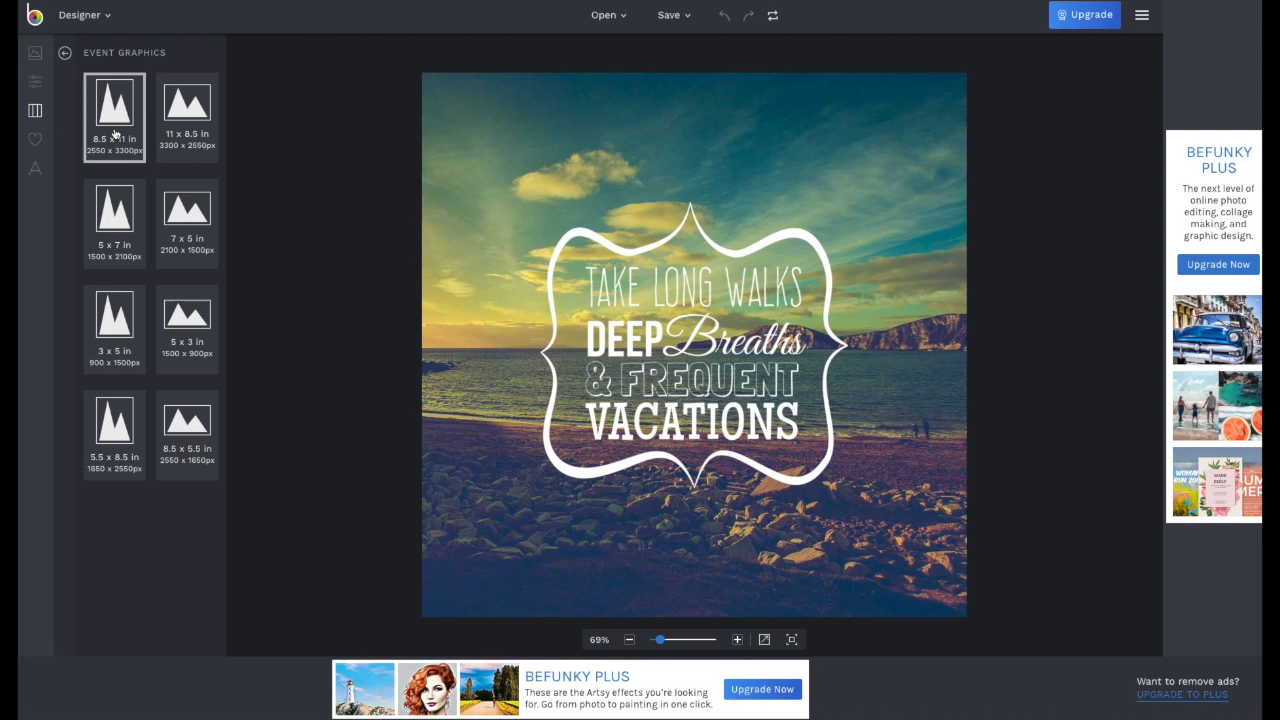 Designer
Open
Save
Upgrade
EVENT GRAPHICS
8.5 x 11 in
2550 x 3300px
11 x 8.5 in
3300 x 2550px
5 x 7 in
1500 x 2100px
7 x 5 in
2100 x 1500px
3 x 5 in
900 x 1500px
5 x 3 in
1500 x 900px
5.5 x 8.5 in
1650 x 2550px
8.5 x 5.5 in
2550 x 1650px
TAKE LONG WALKS
DEEP Breaths
& FREQUENT
VACATIONS
69%
BEFUNKY
PLUS
The next level of
online photo
editing, collage
making, and
graphic design.
Upgrade Now
BEFUNKY PLUS
These are the Artsy effects you're looking
for. Go from photo to painting in one click.
Upgrade Now
Want to remove ads?
UPGRADE TO PLUS